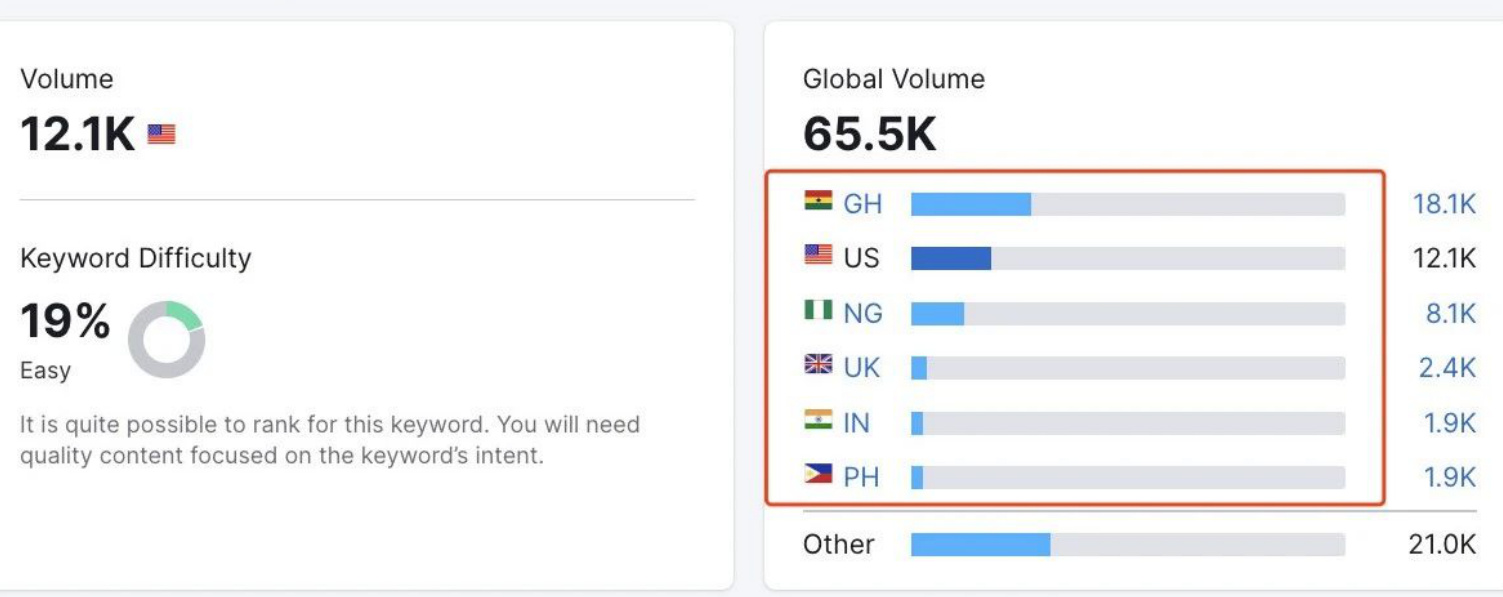 Volume
12.1K
Keyword Difficulty
19%
Easy
It is quite possible to rank for this keyword. You will need
quality content focused on the keyword's intent.
Global Volume
65.5K
GH 18.1K
US 12.1K
NG 8.1K
UK 2.4K
IN 1.9K
PH 1.9K
Other 21.0K